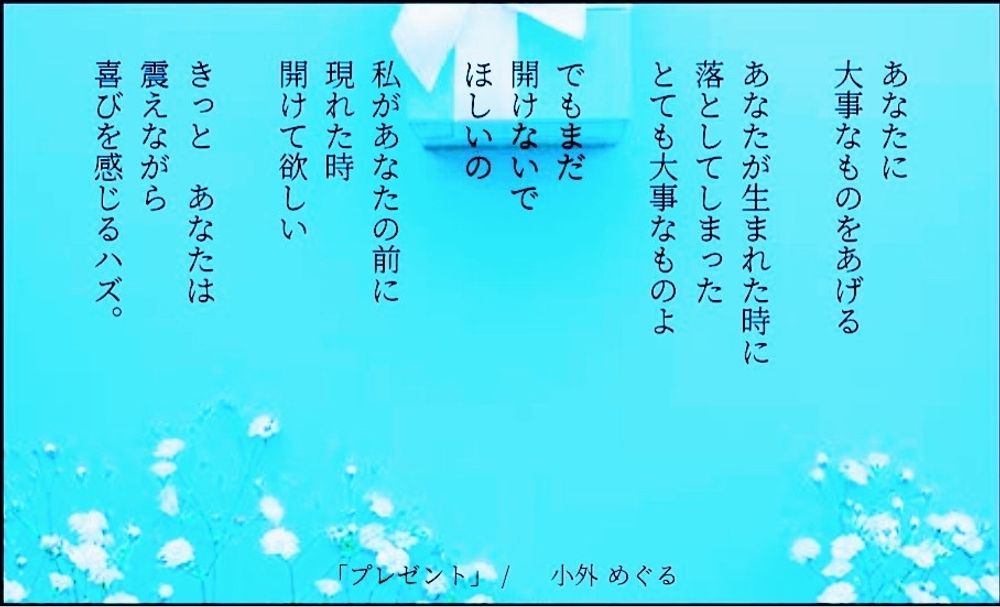 あなたに
大事なものをあげる
あなたが生まれた時に
落としてしまった
とても大事なものよ
でもまだ
開けないで
ほしいの
私があなたの前に
現れた時
開けて欲しい
きっと　あなたは
震えながら
喜びを感じるハズ。
「プレゼント」 /　小外 めぐる